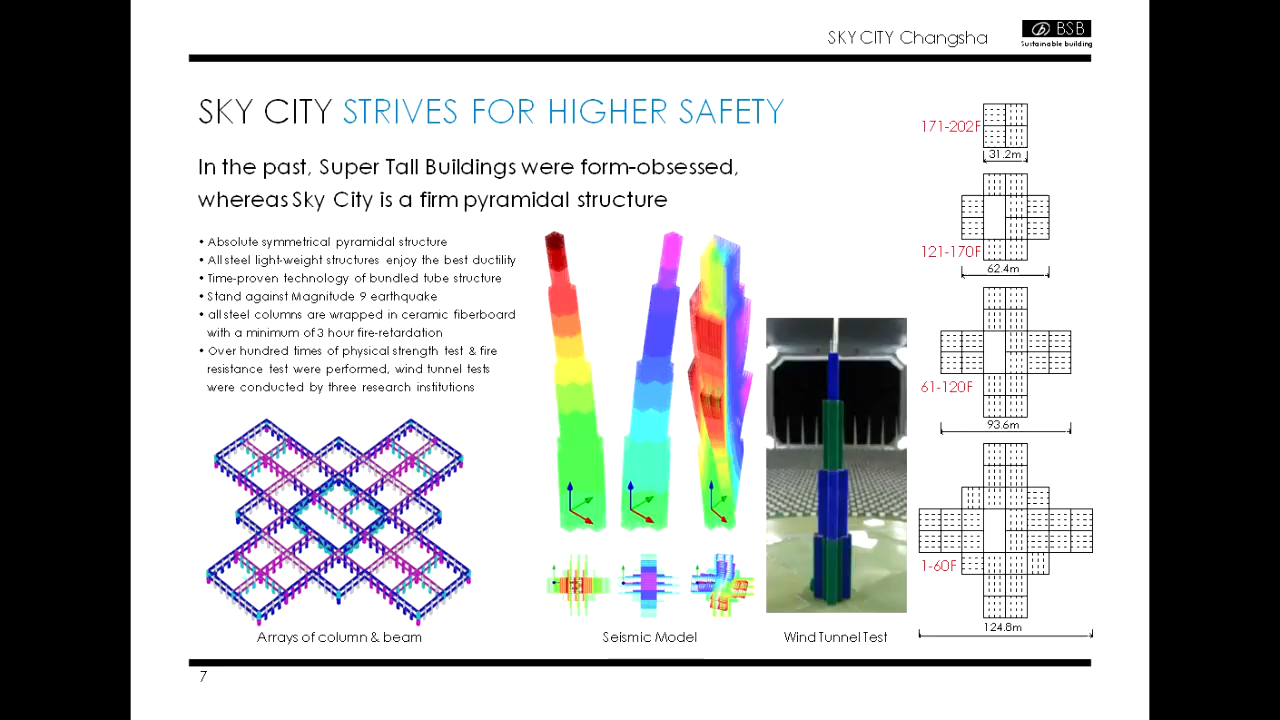 SKY CITY Changsha
BSB
Sustainable building
SKY CITY STRIVES FOR HIGHER SAFETY
In the past, Super Tall Buildings were form-obsessed,
whereas Sky City is a firm pyramidal structure
• Absolute symmetrical pyramidal structure
• All steel light-weight structures enjoy the best ductility
• Time-proven technology of bundled tube structure
• Stand against Magnitude 9 earthquake
• all steel columns are wrapped in ceramic fiberboard
with a minimum of 3 hour fire-retardation
• Over hundred times of physical strength test & fire
resistance test were performed, wind tunnel tests
were conducted by three research institutions
Arrays of column & beam
Seismic Model
Wind Tunnel Test
171-202F
31.2m
121-170F
62.4m
61-120F
93.6m
1-60F
124.8m
7